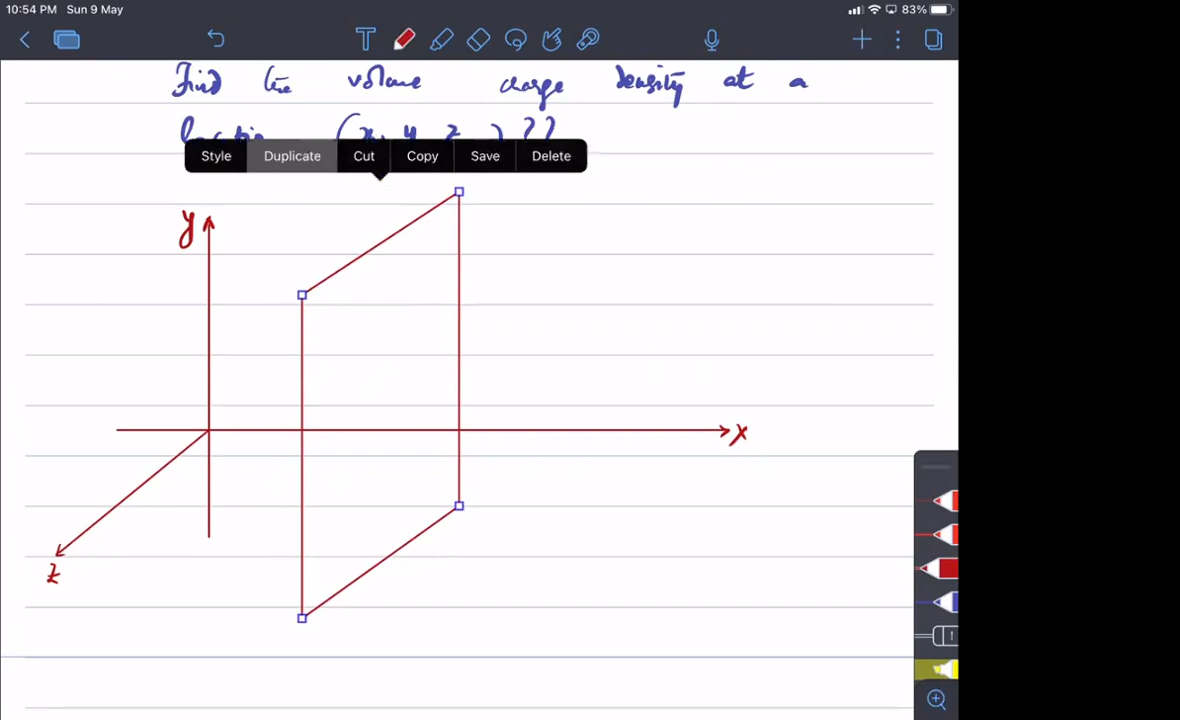 10:54 PM Sun 9 May
83%
Find the volume charge density at a
location (x, y, z, ) ??
Style Duplicate Cut Copy Save Delete
y
x
z